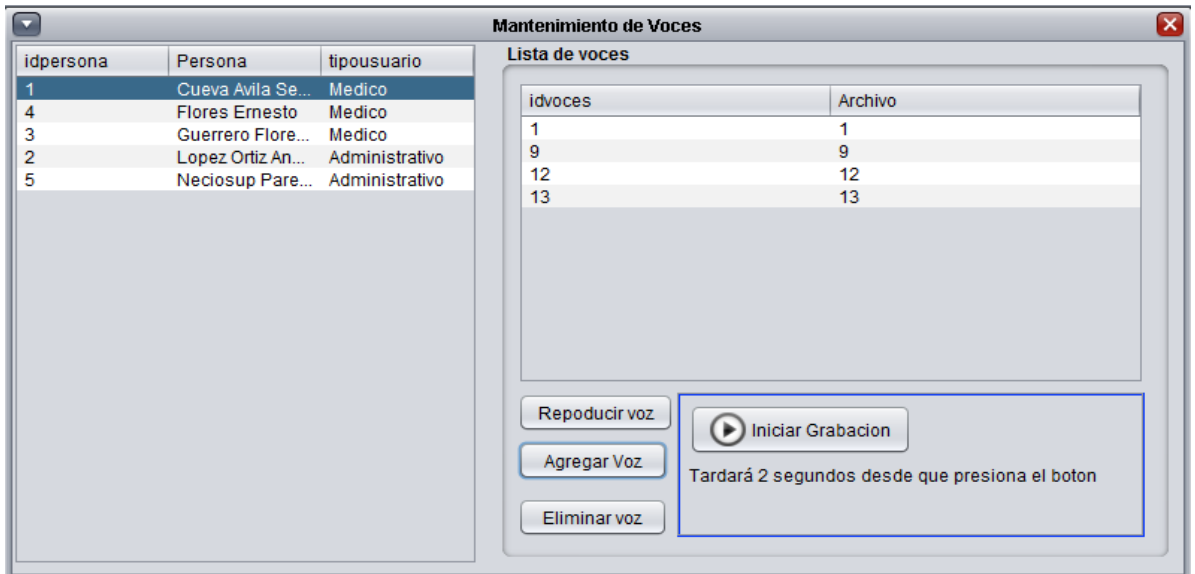 Mantenimiento de Voces
idpersona Persona tipousuario
1 Cueva Avila Se... Medico
4 Flores Ernesto Medico
3 Guerrero Flore... Medico
2 Lopez Ortiz An... Administrativo
5 Neciosup Pare... Administrativo
Lista de voces
idvoces Archivo
1 1
9 9
12 12
13 13
Repoducir voz
Agregar Voz
Eliminar voz
Iniciar Grabacion
Tardará 2 segundos desde que presiona el boton